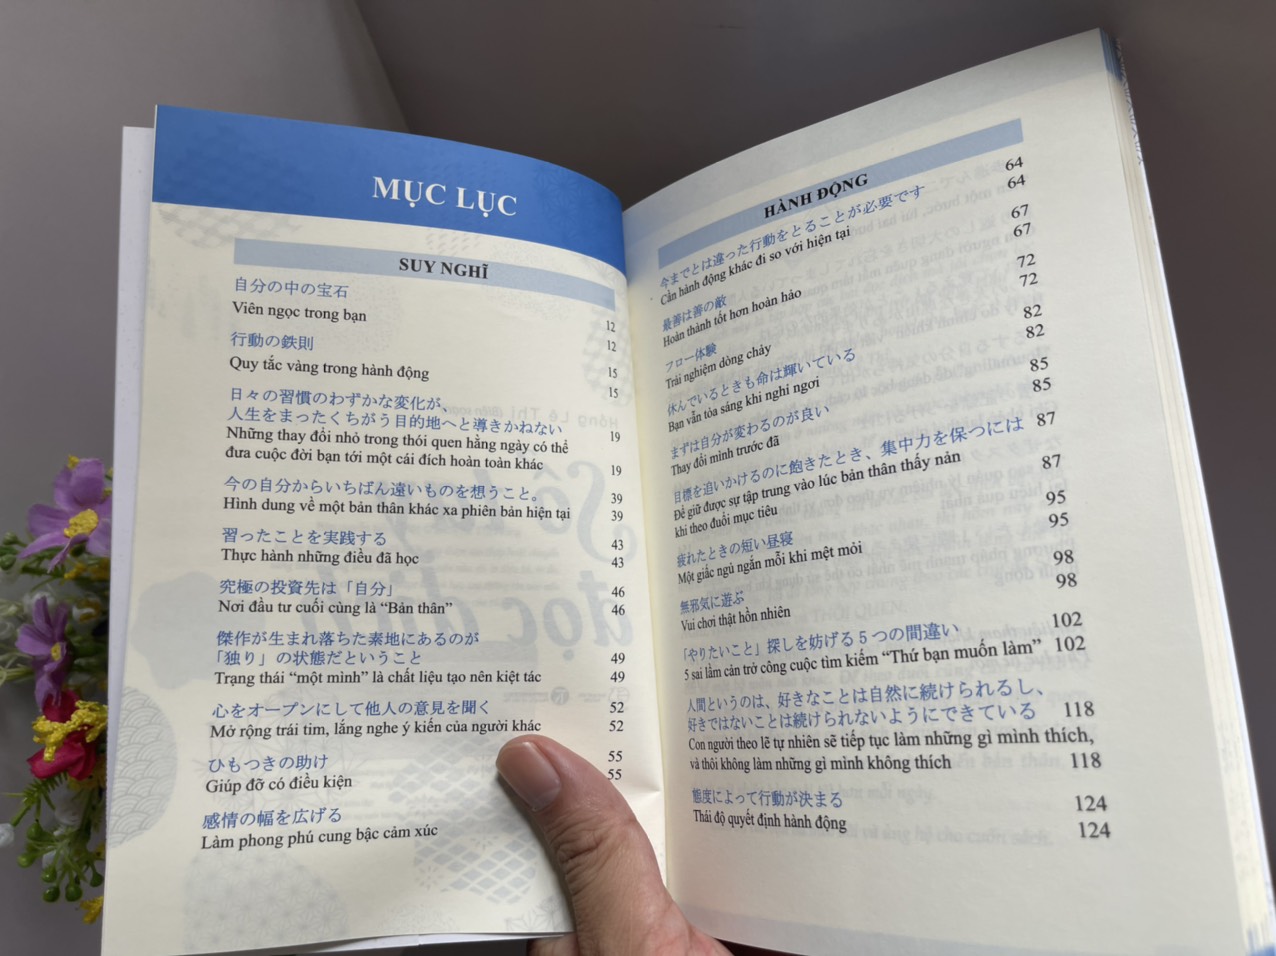 MỤC LỤC
SUY NGHĨ
自分の中の宝石 12
Viên ngọc trong bạn 12
行動の鉄則 15
Quy tắc vàng trong hành động 15
日々の習慣のわずかな変化が、
人生をまったくちがう目的地へと導きかねない 19
Những thay đổi nhỏ trong thói quen hằng ngày có thể
đưa cuộc đời bạn tới một cái đích hoàn toàn khác 19
今の自分からいちばん遠いものを想うこと。 39
Hình dung về một bản thân khác xa phiên bản hiện tại 39
習ったことを実践する 43
Thực hành những điều đã học 43
究極の投資先は「自分」 46
Nơi đầu tư cuối cùng là “Bản thân” 46
傑作が生まれ落ちた素地にあるのが
「独り」の状態だということ 49
Trạng thái “một mình” là chất liệu tạo nên kiệt tác 49
心をオープンにして他人の意見を聞く 52
Mở rộng trái tim, lắng nghe ý kiến của người khác 52
ひもつきの助け 55
Giúp đỡ có điều kiện 55
感情の幅を広げる
Làm phong phú cung bậc cảm xúc
HÀNH ĐỘNG
今までとは違った行動をとることが必要です 64
Cần hành động khác đi so với hiện tại 64
最善は善の敵 67
Hoàn thành tốt hơn hoàn hảo 67
フロー体験 72
Trải nghiệm dòng chảy 72
休んでいるときも命は輝いている 82
Bạn vẫn tỏa sáng khi nghỉ ngơi 82
まずは自分が変わるのが良い 85
Thay đổi mình trước đã 85
目標を追いかけるのに飽きたとき、集中力を保つには 87
Để giữ được sự tập trung vào lúc bản thân thấy nản
khi theo đuổi mục tiêu 87
疲れたときの短い昼寝 95
Một giấc ngủ ngắn mỗi khi mệt mỏi 95
無邪気に遊ぶ 98
Vui chơi thật hồn nhiên 98
「やりたいこと」探しを妨げる５つの間違い 102
5 sai lầm cản trở công cuộc tìm kiếm “Thứ bạn muốn làm” 102
人間というのは、好きなことは自然に続けられるし、
好きではないことは続けられないようにできている 118
Con người theo lẽ tự nhiên sẽ tiếp tục làm những gì mình thích,
và thôi không làm những gì mình không thích 118
態度によって行動が決まる 124
Thái độ quyết định hành động 124